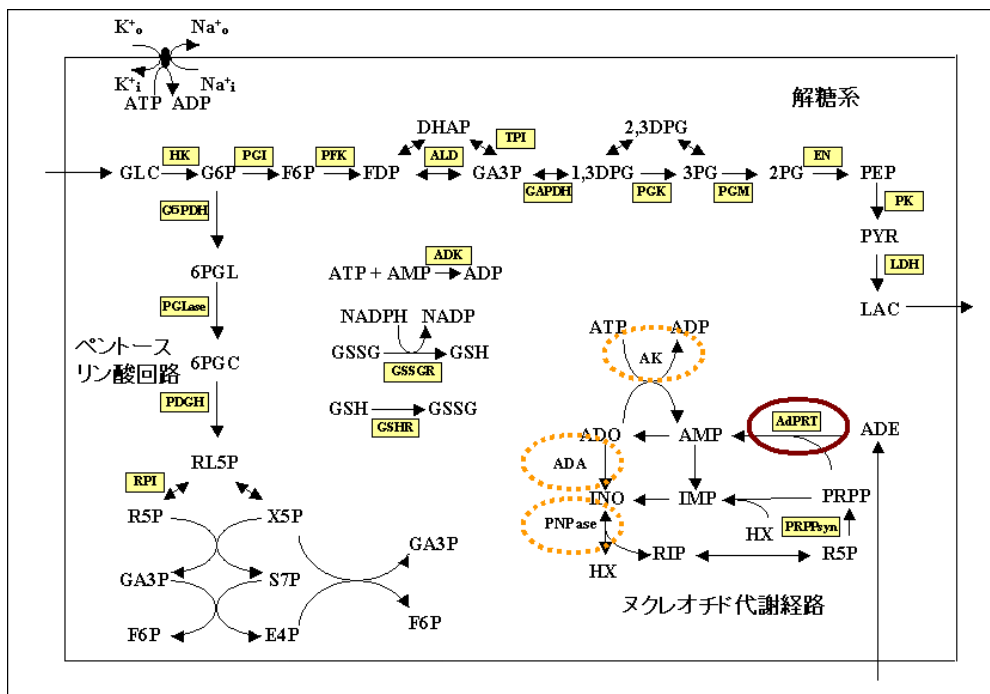 K+o Na+o
K+i Na+i
ATP ADP
解糖系
DHAP 2,3DPG
HK PGI PFK ALD TPI EN
GLC G6P F6P FDP GA3P 1,3DPG 3PG 2PG PEP
GAPDH PGK PGM
PK
G6PDH
PYR
ADK
6PGL ATP + AMP ADP
LDH
PGLase
LAC
NADPH NADP
ATP ADP
ペントース
リン酸回路
6PGC
GSSG GSH
AK
GSSGR
PDGH
GSH GSSG
GSHR
AdPRT
ADO AMP ADE
RL5P
ADA
RPI
INO IMP PRPP
R5P X5P
PNPase
HX PRPPsyn
GA3P
RIP R5P
HX
GA3P S7P
ヌクレオチド代謝経路
F6P
F6P E4P